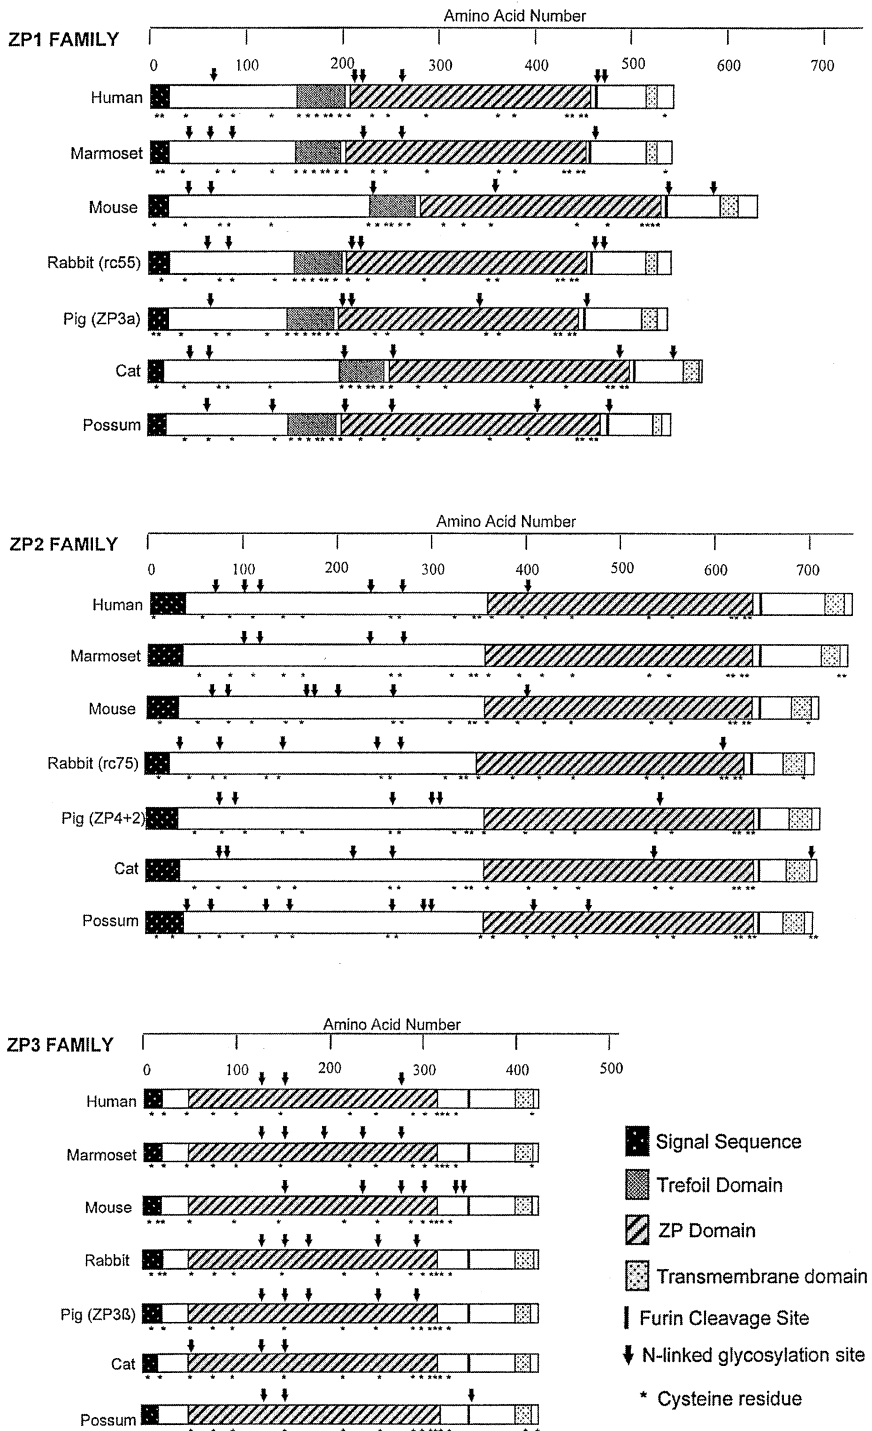 Amino Acid Number
ZP1 FAMILY
0 100 200 300 400 500 600 700
Human
Marmoset
Mouse
Rabbit (rc55)
Pig (ZP3a)
Cat
Possum
Amino Acid Number
ZP2 FAMILY
0 100 200 300 400 500 600 700
Human
Marmoset
Mouse
Rabbit (rc75)
Pig (ZP4+2)
Cat
Possum
Amino Acid Number
ZP3 FAMILY
0 100 200 300 400 500
Human
Marmoset
Mouse
Rabbit
Pig (ZP3ß)
Cat
Possum
Signal Sequence
Trefoil Domain
ZP Domain
Transmembrane domain
Furin Cleavage Site
N-linked glycosylation site
* Cysteine residue